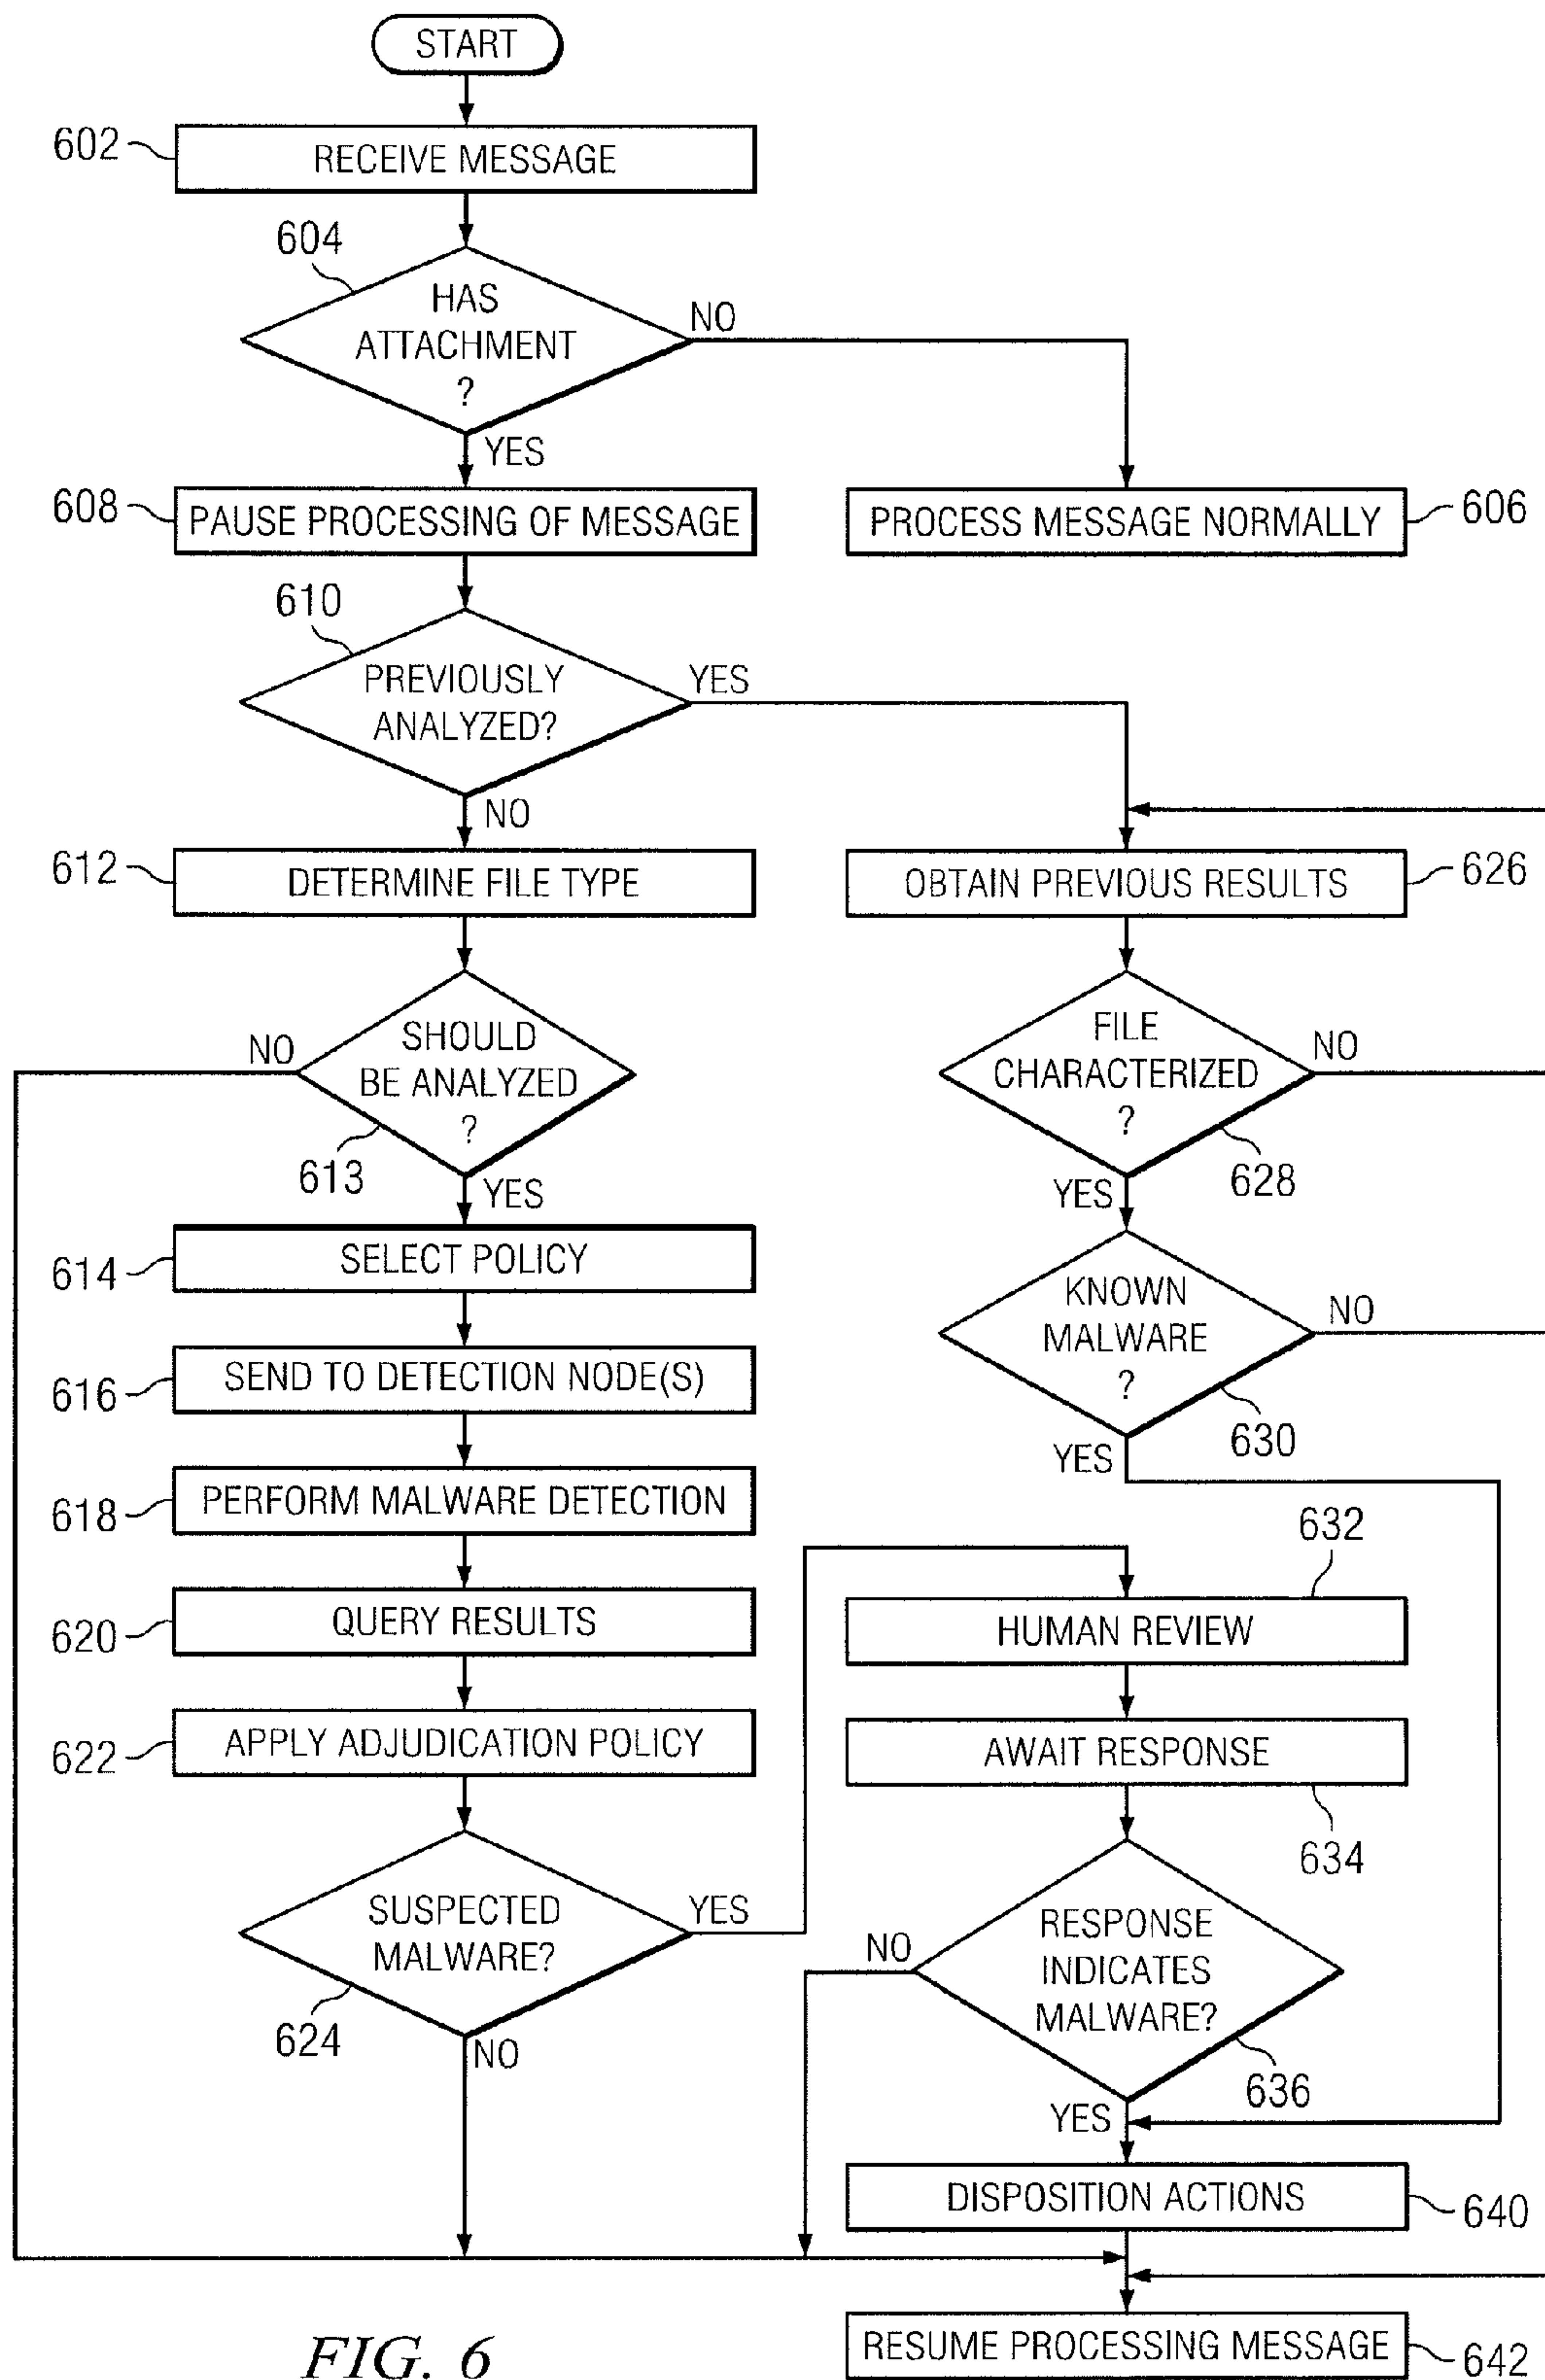 START
602
RECEIVE MESSAGE
604
HAS
ATTACHMENT
?
NO
YES
608
PAUSE PROCESSING OF MESSAGE
PROCESS MESSAGE NORMALLY
606
610
PREVIOUSLY
ANALYZED?
YES
NO
612
DETERMINE FILE TYPE
OBTAIN PREVIOUS RESULTS
626
NO
SHOULD
BE ANALYZED
?
613
YES
FILE
CHARACTERIZED
?
NO
628
YES
614
SELECT POLICY
KNOWN
MALWARE
?
NO
630
YES
616
SEND TO DETECTION NODE(S)
618
PERFORM MALWARE DETECTION
632
620
QUERY RESULTS
HUMAN REVIEW
622
APPLY ADJUDICATION POLICY
AWAIT RESPONSE
634
SUSPECTED
MALWARE?
YES
624
NO
NO
RESPONSE
INDICATES
MALWARE?
636
YES
DISPOSITION ACTIONS
640
RESUME PROCESSING MESSAGE
642
FIG. 6